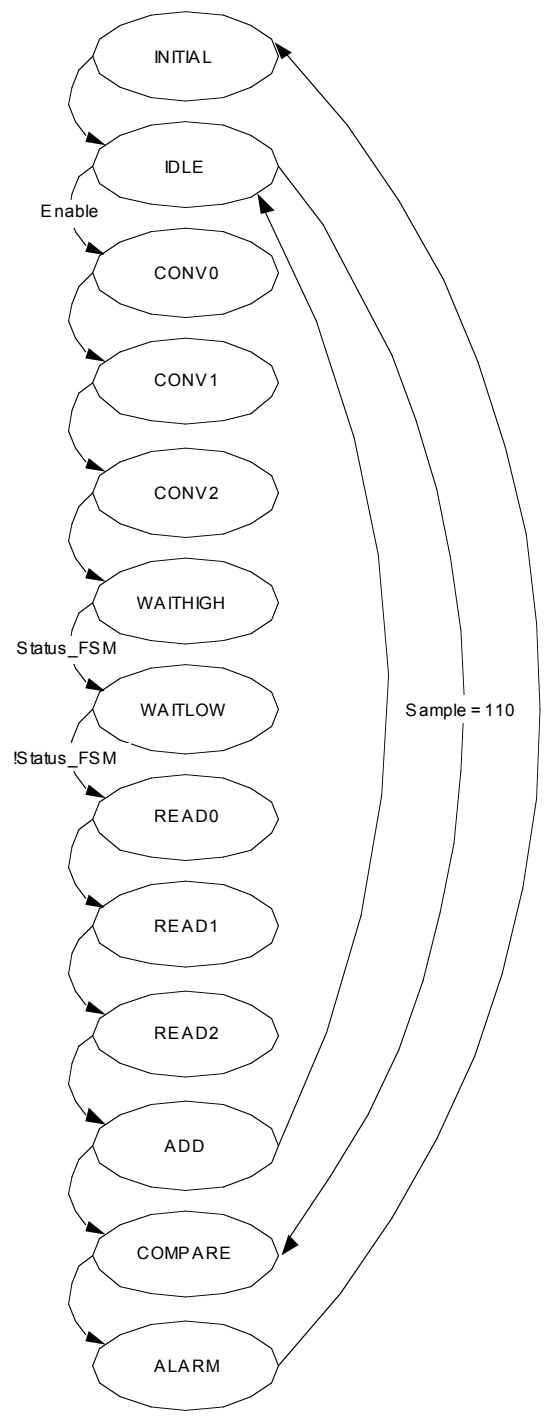 INITIAL
IDLE
Enable
CONV0
CONV1
CONV2
WAITHIGH
Status_FSM
WAITLOW
Sample = 110
!Status_FSM
READ0
READ1
READ2
ADD
COMPARE
ALARM